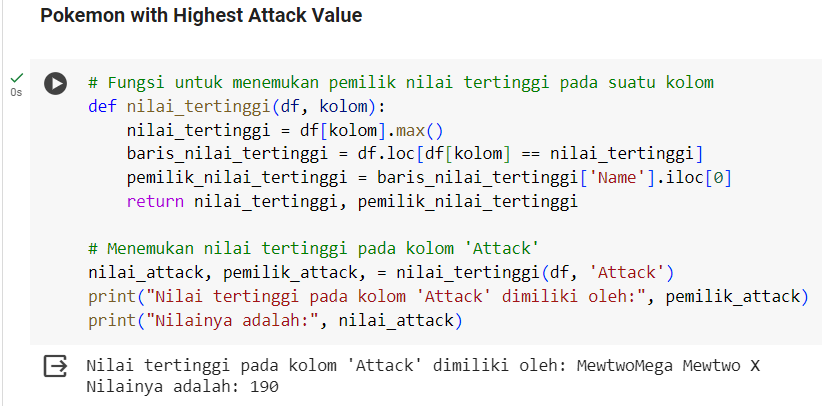 Pokemon with Highest Attack Value
0s
# Fungsi untuk menemukan pemilik nilai tertinggi pada suatu kolom
def nilai_tertinggi(df, kolom):
    nilai_tertinggi = df[kolom].max()
    baris_nilai_tertinggi = df.loc[df[kolom] == nilai_tertinggi]
    pemilik_nilai_tertinggi = baris_nilai_tertinggi['Name'].iloc[0]
    return nilai_tertinggi, pemilik_nilai_tertinggi
# Menemukan nilai tertinggi pada kolom 'Attack'
nilai_attack, pemilik_attack, = nilai_tertinggi(df, 'Attack')
print("Nilai tertinggi pada kolom 'Attack' dimiliki oleh:", pemilik_attack)
print("Nilainya adalah:", nilai_attack)
Nilai tertinggi pada kolom 'Attack' dimiliki oleh: MewtwoMega Mewtwo X
Nilainya adalah: 190